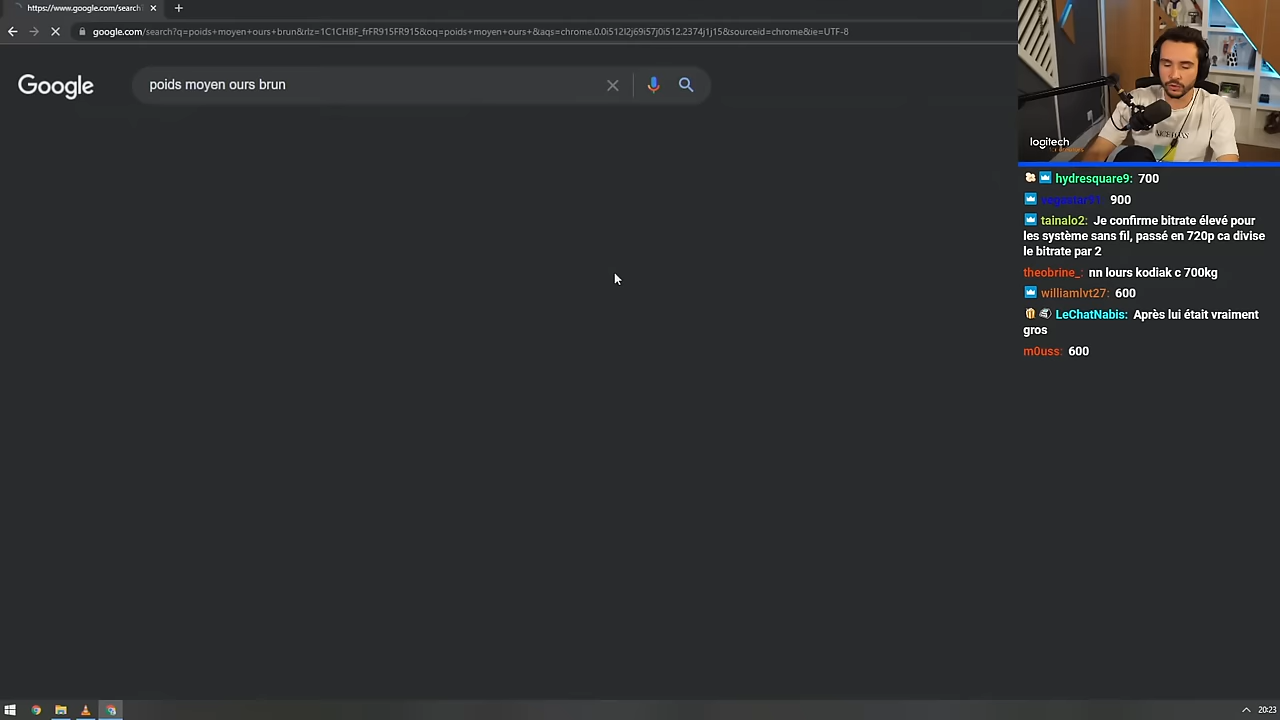 https://www.google.com/search?
google.com/search?q=poids+moyen+ours+brun&rlz=1C1CHBF_frFR915FR915&oq=poids+moyen+ours+&aqs=chrome.0.0i512l2j69i57j0i512.2374j1j15&sourceid=chrome&ie=UTF-8
Google
poids moyen ours brun
logitech
hydresquare9: 700
900
tainalo2: Je confirme bitrate élevé pour
les système sans fil, passé en 720p ca divise
le bitrate par 2
theobrine_: nn lours kodiak c 700kg
williamlvt27: 600
LeChatNabis: Après lui était vraiment
gros
m0uss: 600
20:23